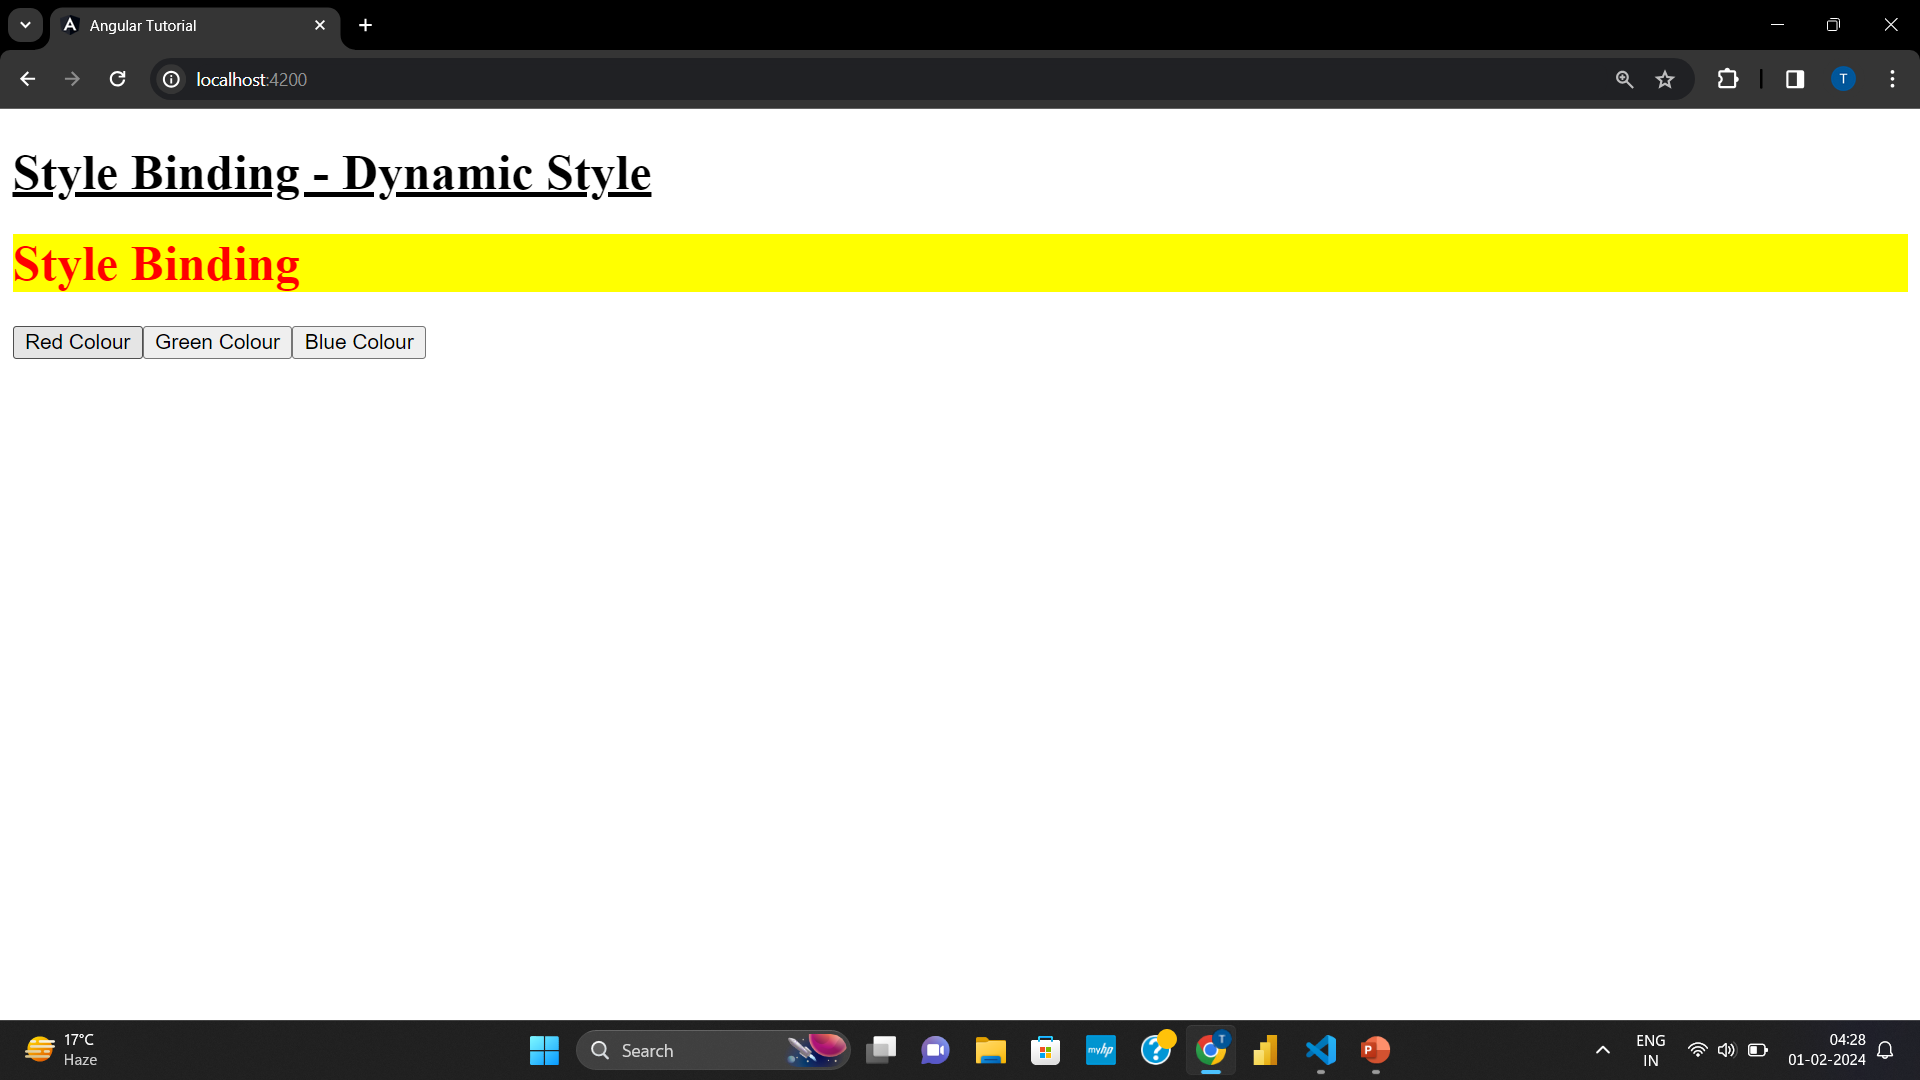 Angular Tutorial
localhost:4200
T
Style Binding - Dynamic Style
Style Binding
Red Colour Green Colour Blue Colour
17°C
Haze
Search
myhp
T
P
ENG
IN
04:28
01-02-2024